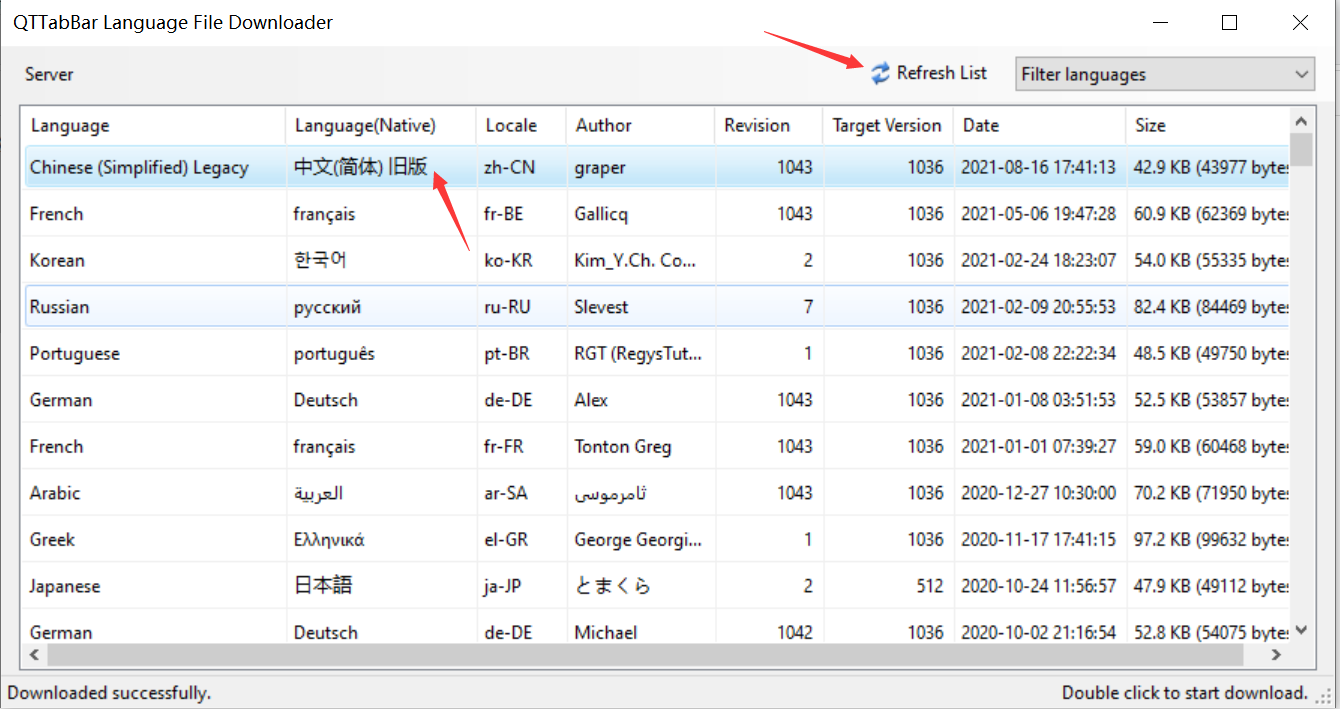 QTTabBar Language File Downloader
Server Refresh List Filter languages
Language Language(Native) Locale Author Revision Target Version Date Size
Chinese (Simplified) Legacy 中文(简体) 旧版 zh-CN graper 1043 1036 2021-08-16 17:41:13 42.9 KB (43977 bytes
French français fr-BE Gallicq 1043 1036 2021-05-06 19:47:28 60.9 KB (62369 bytes
Korean 한국어 ko-KR Kim_Y.Ch. Co... 2 1036 2021-02-24 18:23:07 54.0 KB (55335 bytes
Russian русский ru-RU Slevest 7 1036 2021-02-09 20:55:53 82.4 KB (84469 bytes
Portuguese português pt-BR RGT (RegysTut... 1 1036 2021-02-08 22:22:34 48.5 KB (49750 bytes
German Deutsch de-DE Alex 1043 1036 2021-01-08 03:51:53 52.5 KB (53857 bytes
French français fr-FR Tonton Greg 1043 1036 2021-01-01 07:39:27 59.0 KB (60468 bytes
Arabic العربية ar-SA ثامرموسى 1043 1036 2020-12-27 10:30:00 70.2 KB (71950 bytes
Greek Ελληνικά el-GR George Georgi... 1 1036 2020-11-17 17:41:15 97.2 KB (99632 bytes
Japanese 日本語 ja-JP とまくら 2 512 2020-10-24 11:56:57 47.9 KB (49112 bytes
German Deutsch de-DE Michael 1042 1036 2020-10-02 21:16:54 52.8 KB (54075 bytes
Downloaded successfully. Double click to start download.